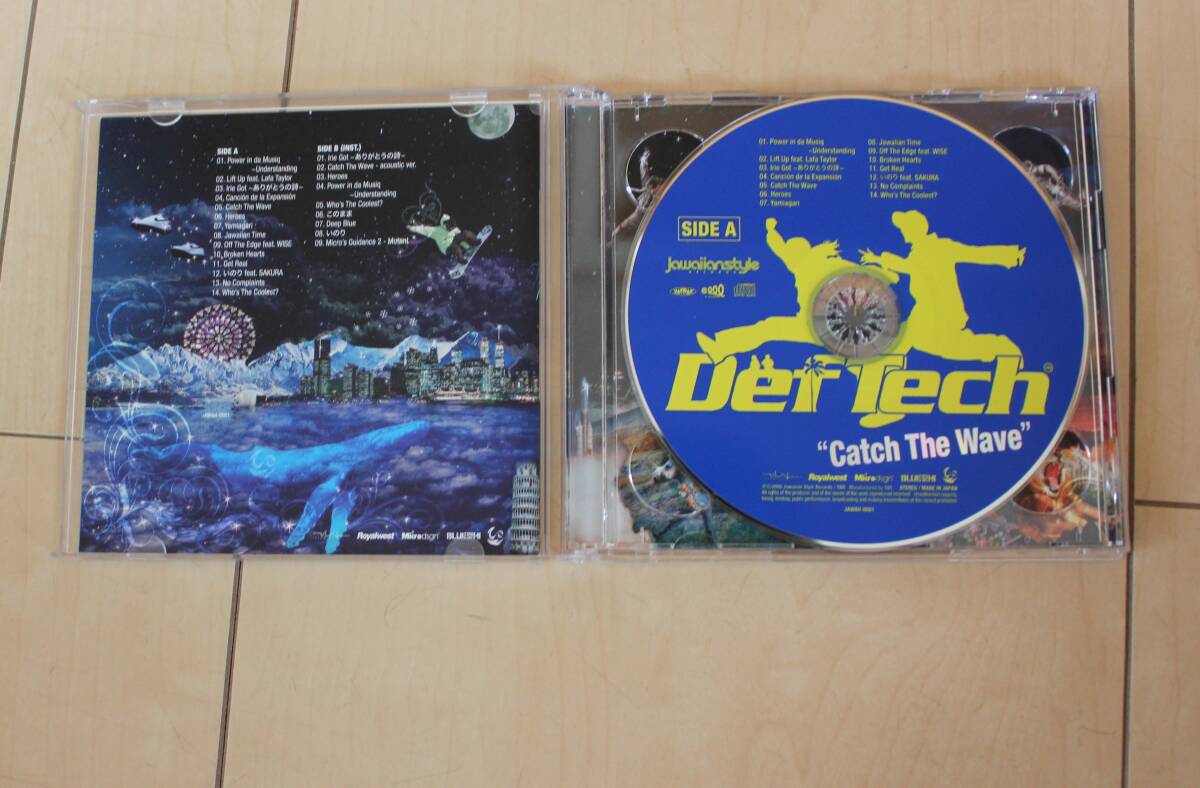 SIDE A
01. Power in da Musiq
~Understanding
02. Lift Up feat. Lafa Taylor
03. Irie Got ~ありがとうの詩~
04. Canción de la Expansión
05. Catch The Wave
06. Heroes
07. Yamiagari
08. Jawaiian Time
09. Off The Edge feat. WISE
10. Broken Hearts
11. Get Real
12. いのり feat. SAKURA
13. No Complaints
14. Who's The Coolest?
SIDE B (INST.)
01. Irie Got ~ありがとうの詩~
02. Catch The Wave - acoustic ver.
03. Heroes
04. Power in da Musiq
~Understanding
05. Who's The Coolest?
06. このまま
07. Deep Blue
08. いのり
09. Micro's Guidance 2 - Mutant
JAWAH-0001
Royalwest
01. Power in da Musiq
~Understanding
02. Lift Up feat. Lafa Taylor
03. Irie Got ~ありがとうの詩~
04. Canción de la Expansión
05. Catch The Wave
06. Heroes
07. Yamiagari
08. Jawaiian Time
09. Off The Edge feat. WISE
10. Broken Hearts
11. Get Real
12. いのり feat. SAKURA
13. No Complaints
14. Who's The Coolest?
SIDE A
jawaiianstyle
RECORDS
Def Tech
"Catch The Wave"
Royalwest
STEREO / MADE IN JAPAN